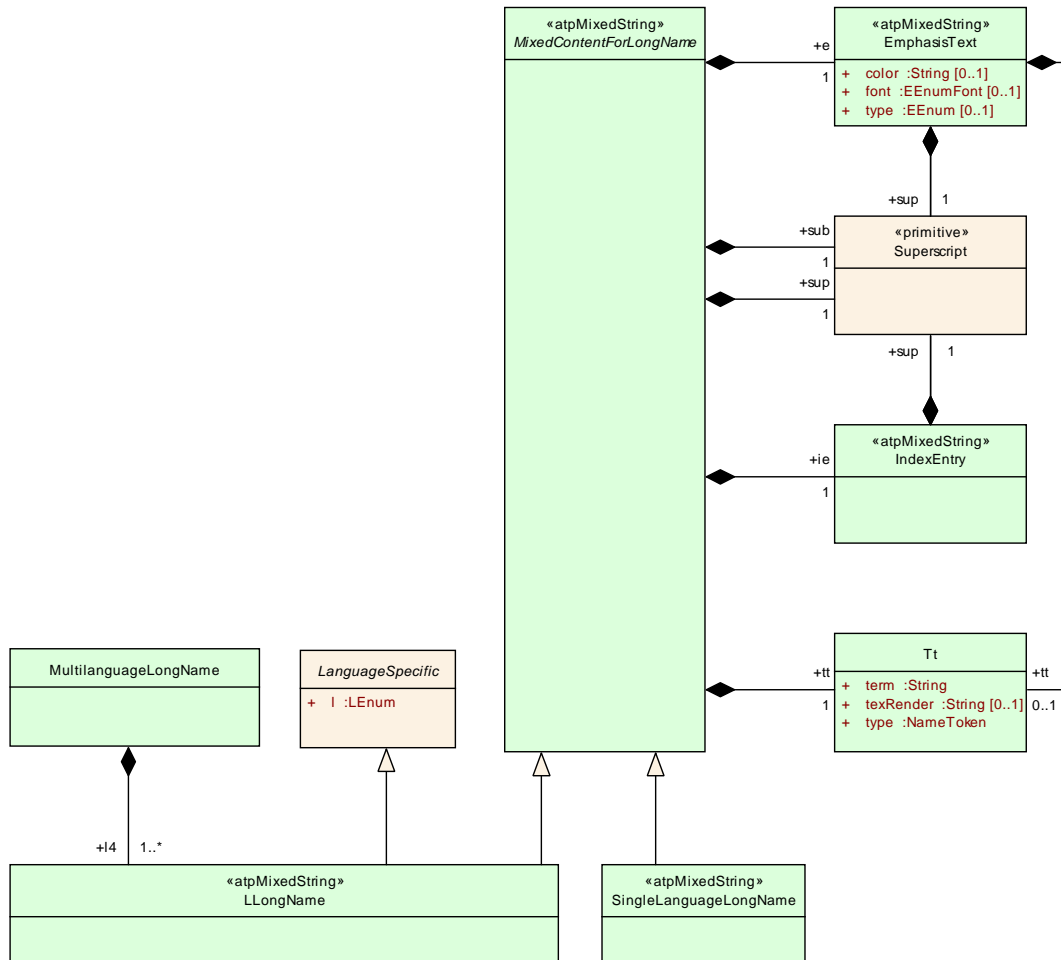 «atpMixedString»
MixedContentForLongName
«atpMixedString»
EmphasisText
+ color :String [0..1]
+ font :EEnumFont [0..1]
+ type :EEnum [0..1]
+e
1
+sup 1
+sub
1
«primitive»
Superscript
+sup
1
+sup 1
«atpMixedString»
IndexEntry
+ie
1
MultilanguageLongName
LanguageSpecific
+ l :LEnum
Tt
+ term :String
+ texRender :String [0..1]
+ type :NameToken
+tt
1
+tt
0..1
+l4 1..*
«atpMixedString»
LLongName
«atpMixedString»
SingleLanguageLongName